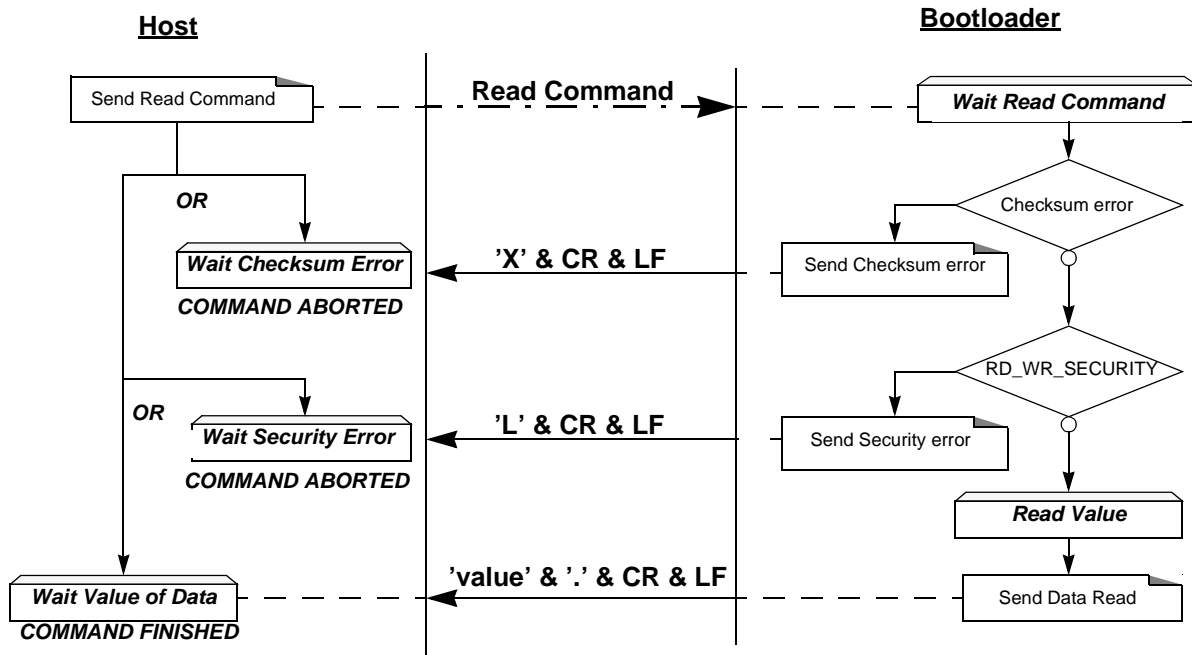 Host
Bootloader
Send Read Command
Read Command
Wait Read Command
OR
Checksum error
Wait Checksum Error
’X’ & CR & LF
Send Checksum error
COMMAND ABORTED
RD_WR_SECURITY
OR
Wait Security Error
’L’ & CR & LF
Send Security error
COMMAND ABORTED
Read Value
Wait Value of Data
’value’ & ’.’ & CR & LF
Send Data Read
COMMAND FINISHED